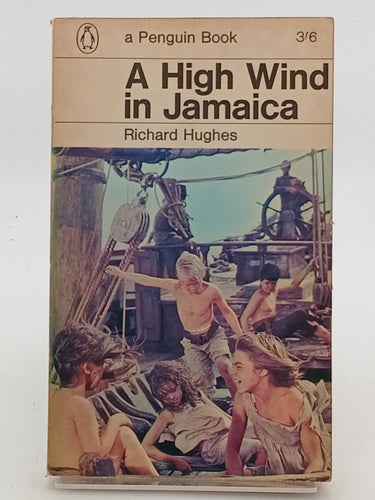 a Penguin Book 3/6
A High Wind
in Jamaica
Richard Hughes